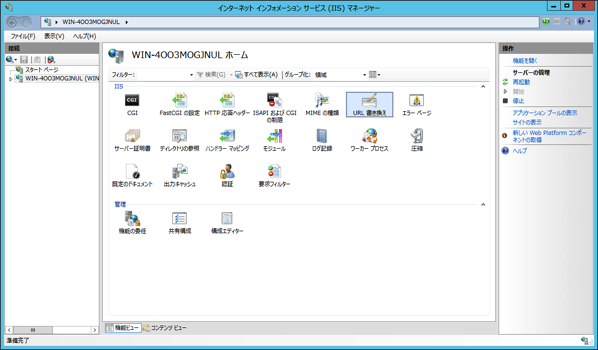 インターネット インフォメーション サービス (IIS) マネージャー
WIN-4OO3MOGJNUL
ファイル(F) 表示(V) ヘルプ(H)
接続
スタート ページ
WIN-4OO3MOGJNUL (WIN
WIN-4OO3MOGJNUL ホーム
フィルター: 検索(G) すべて表示(A) グループ化: 領域
IIS
CGI FastCGI の設定 HTTP 応答ヘッダー ISAPI および CGI の制限 MIME の種類 URL 書き換え エラー ページ
サーバー証明書 ディレクトリの参照 ハンドラー マッピング モジュール ログ記録 ワーカー プロセス 圧縮
既定のドキュメント 出力キャッシュ 認証 要求フィルター
管理
機能の委任 共有構成 構成エディター
機能ビュー コンテンツ ビュー
操作
機能を開く
サーバーの管理
再起動
開始
停止
アプリケーション プールの表示
サイトの表示
新しい Web Platform コンポーネントの取得
ヘルプ
準備完了